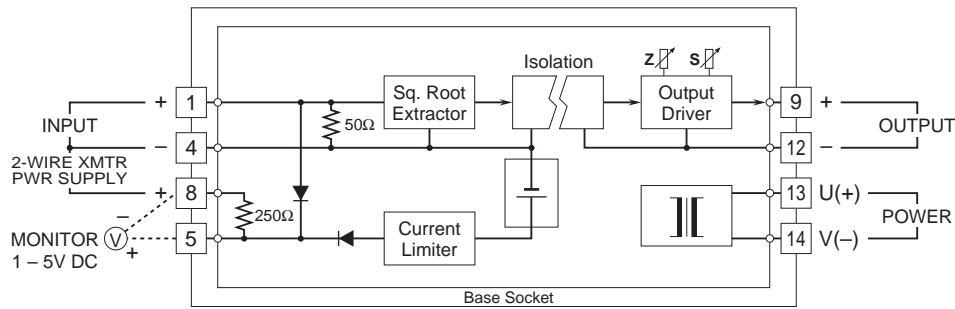 Isolation
Z S
+ 1 Sq. Root Extractor Output Driver 9 +
INPUT 50Ω OUTPUT
− 4 12 −
2-WIRE XMTR
PWR SUPPLY
+ 8 13 U(+)
− 250Ω POWER
MONITOR V 5 Current Limiter 14 V(−)
+
1 – 5V DC
Base Socket